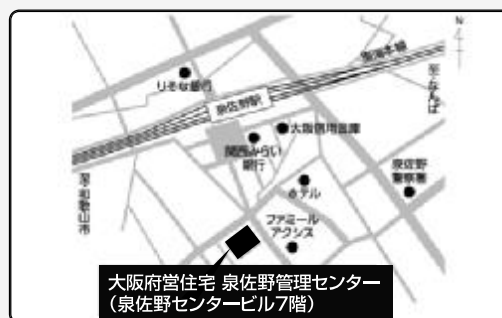 N
南海本線
至なんば
りそな銀行
泉佐野駅
大阪信用金庫
関西みらい
銀行
泉佐野
警察署
ホテル
至和歌山市
ファミール
アクシス
大阪府営住宅 泉佐野管理センター
（泉佐野センタービル7階）